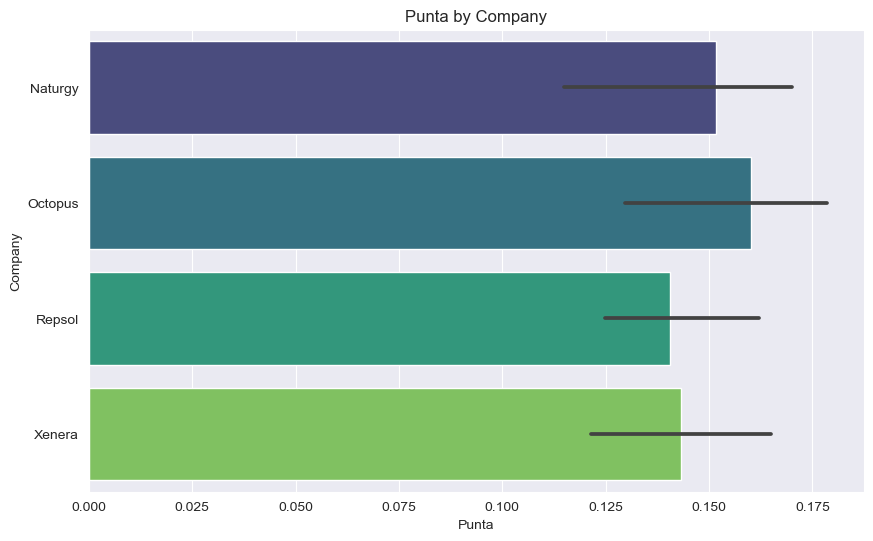 Punta by Company
Company
Naturgy
Octopus
Repsol
Xenera
0.000 0.025 0.050 0.075 0.100 0.125 0.150 0.175
Punta